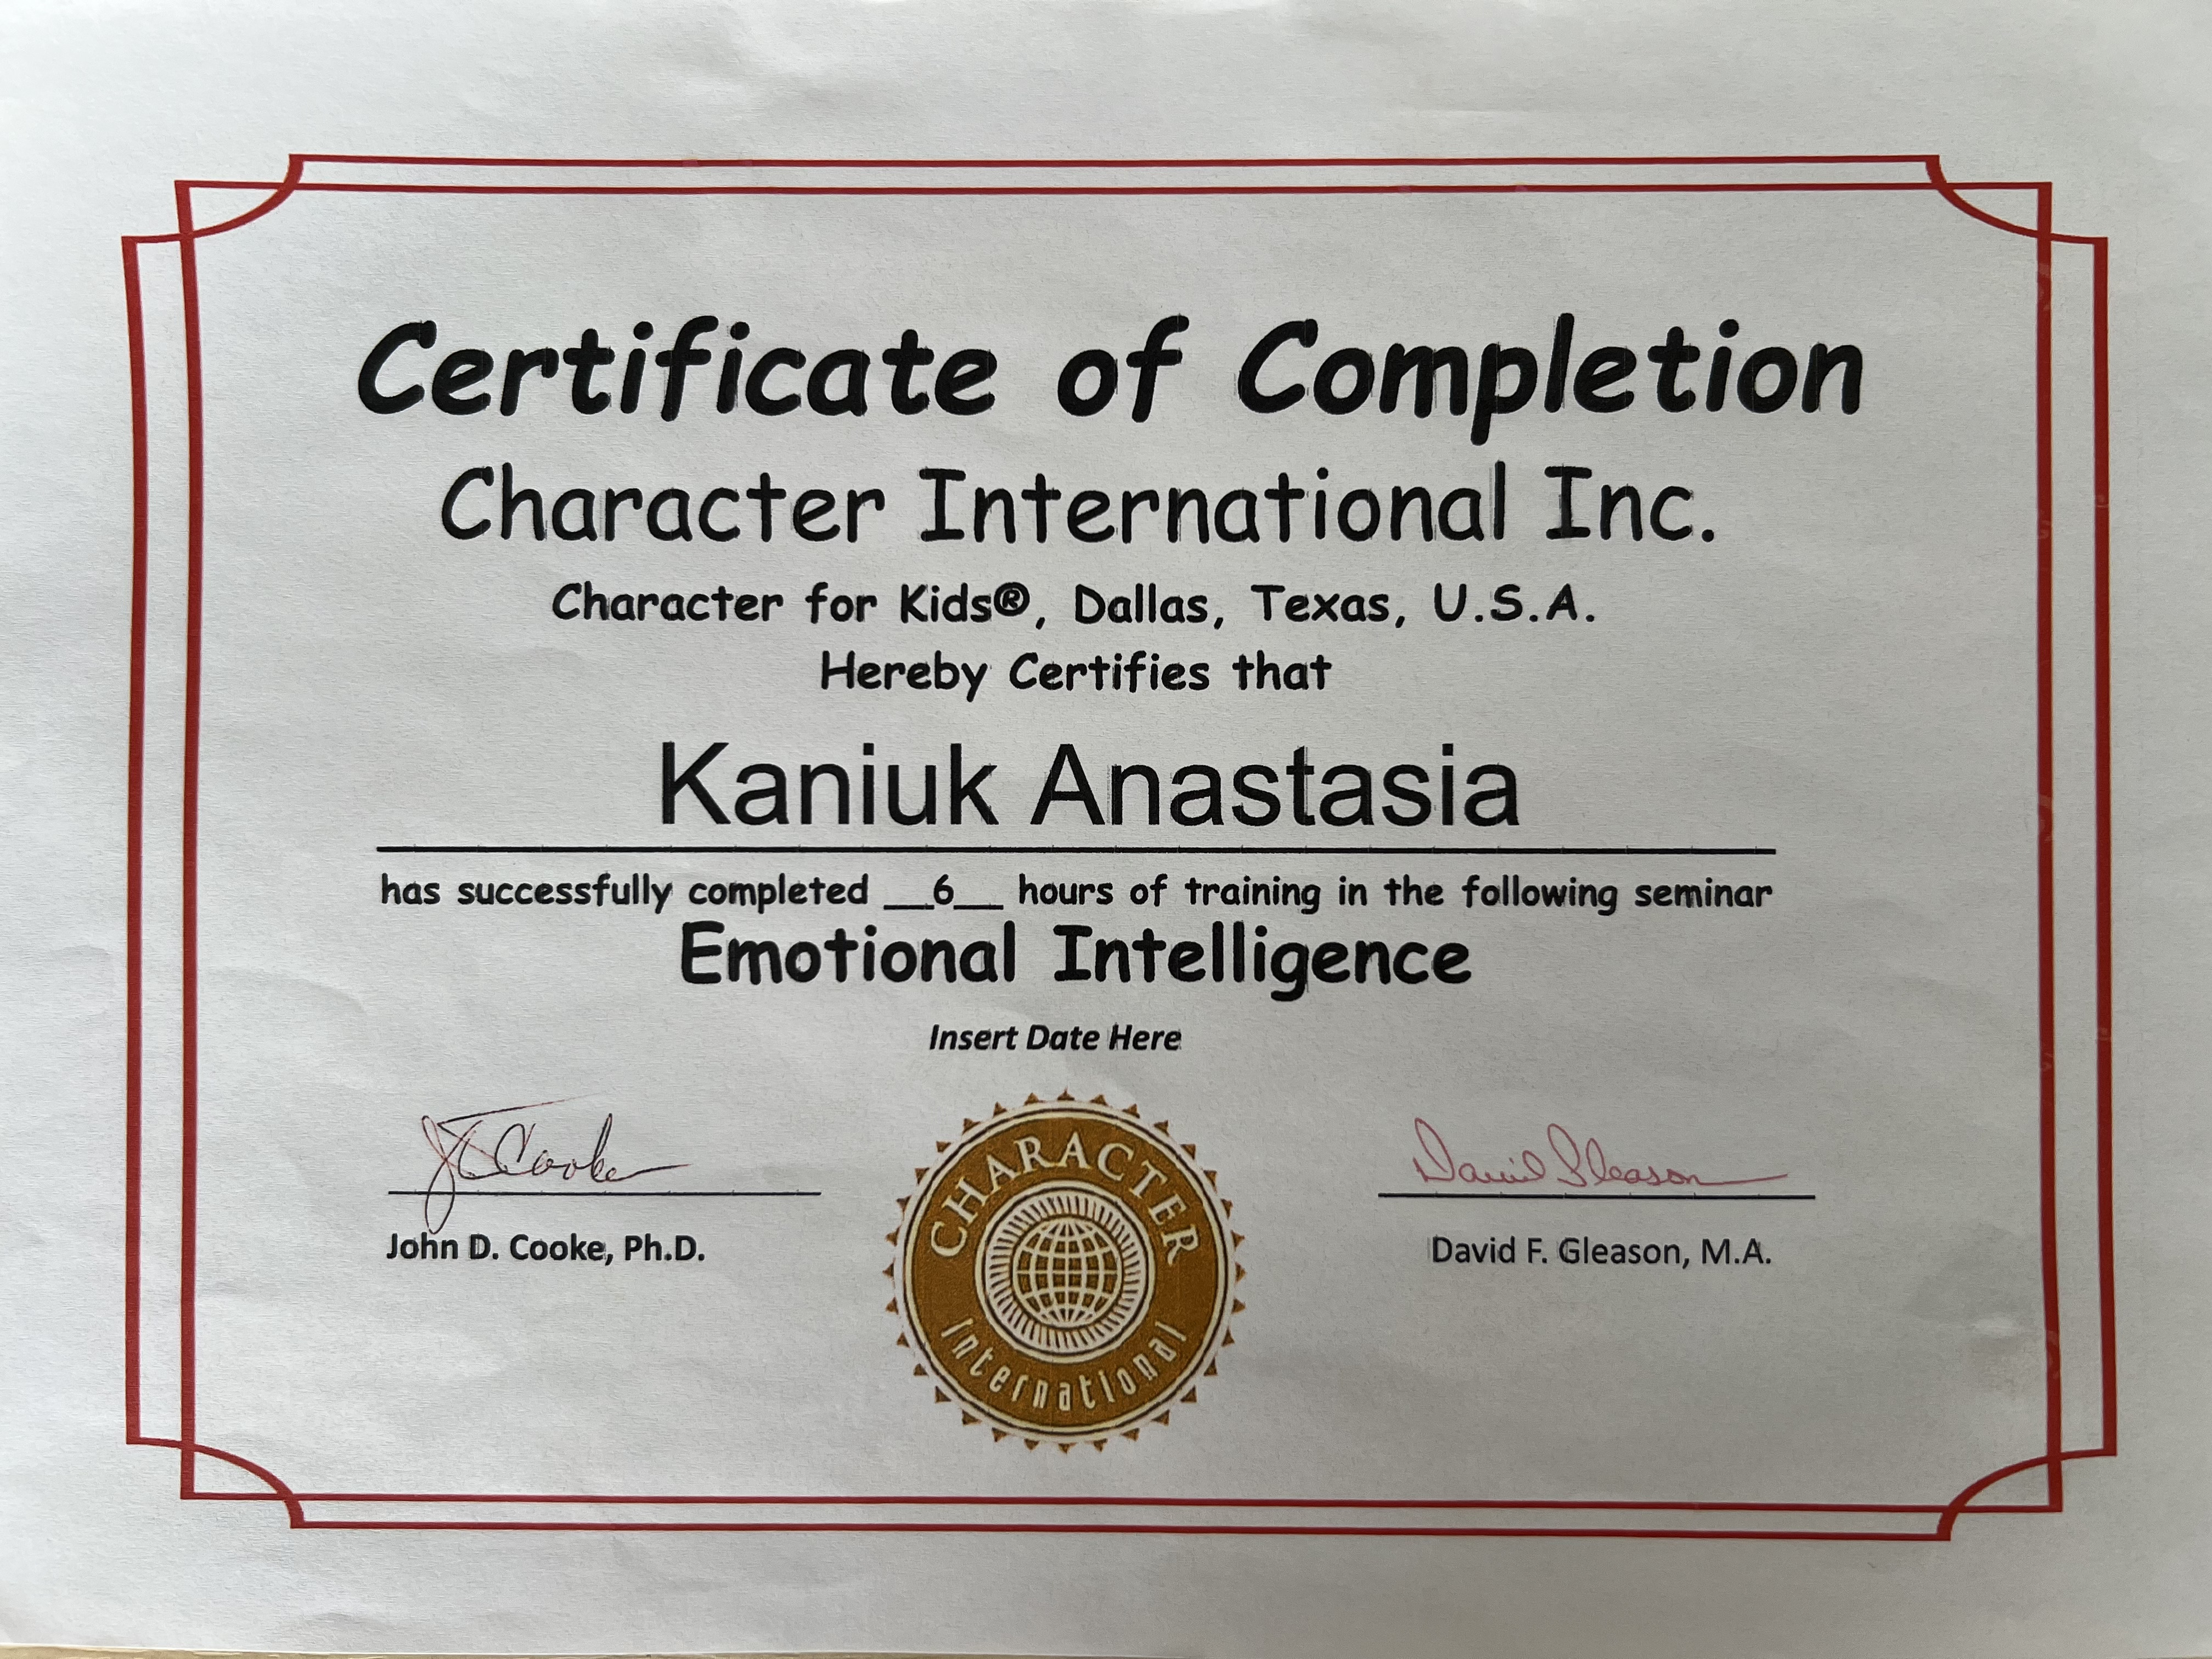 Certificate of Completion
Character International Inc.
Character for Kids®, Dallas, Texas, U.S.A.
Hereby Certifies that
Kaniuk Anastasia
has successfully completed __6__ hours of training in the following seminar
Emotional Intelligence
Insert Date Here
J D Cooke
David Gleason
John D. Cooke, Ph.D.
David F. Gleason, M.A.
CHARACTER
International